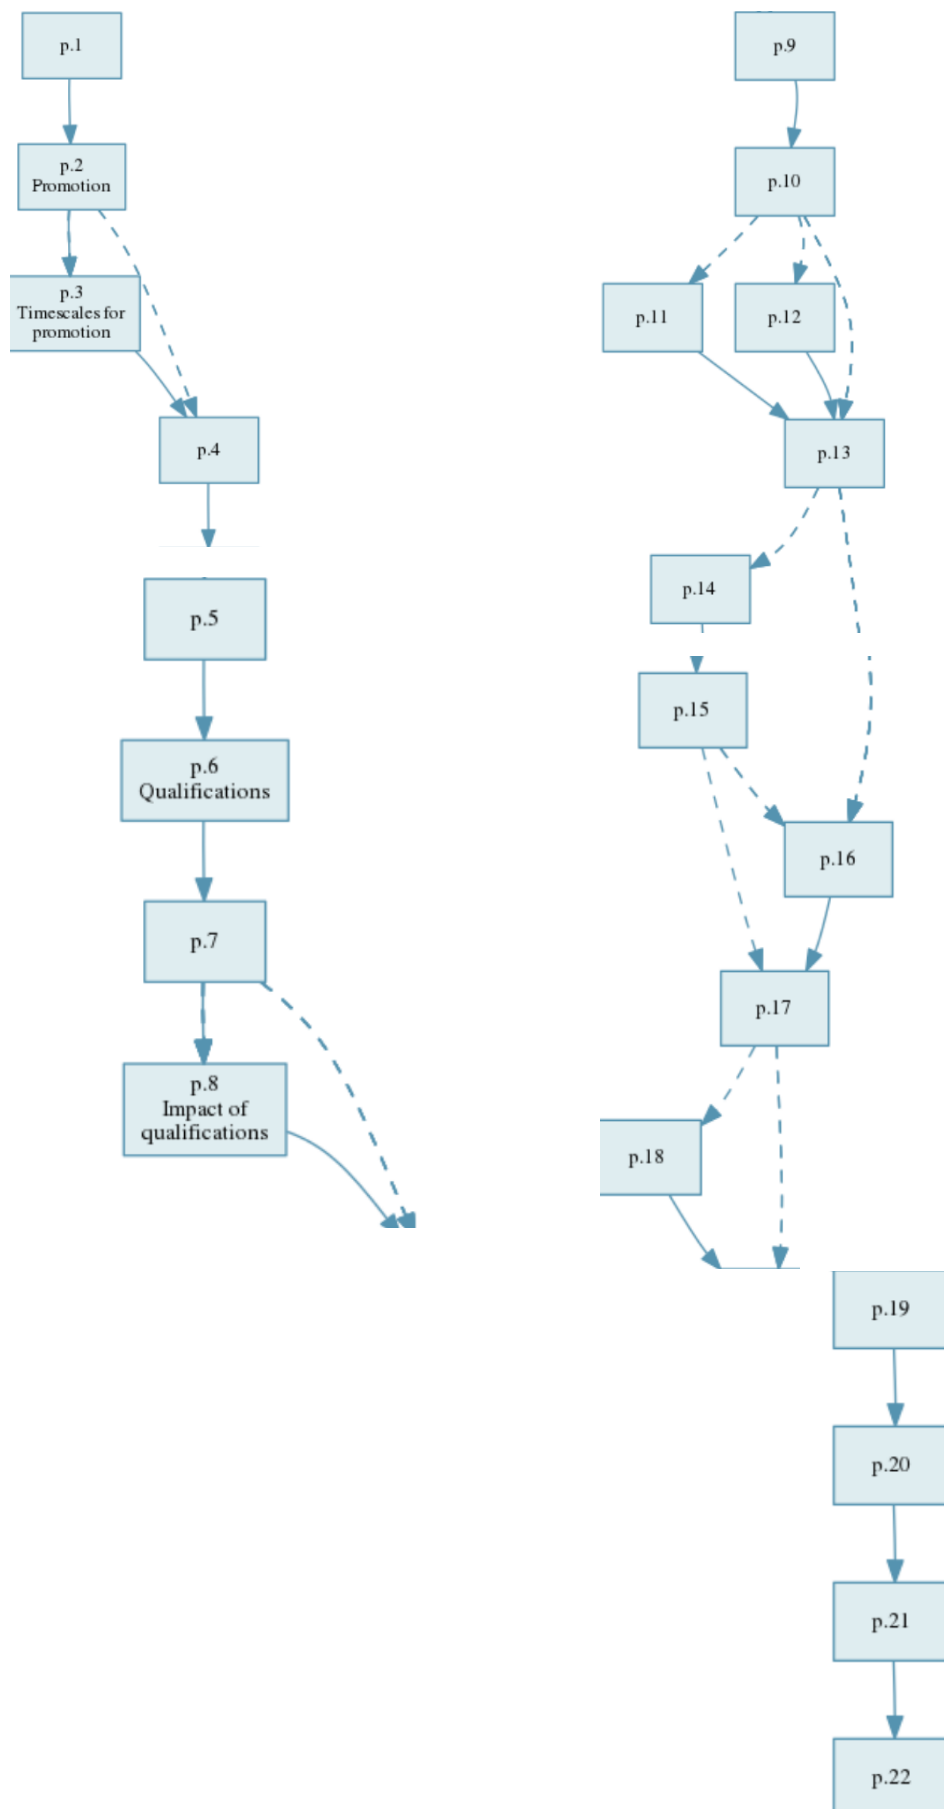 p.1
p.2
Promotion
p.3
Timescales for
promotion
p.4
p.5
p.6
Qualifications
p.7
p.8
Impact of
qualifications
p.9
p.10
p.11
p.12
p.13
p.14
p.15
p.16
p.17
p.18
p.19
p.20
p.21
p.22